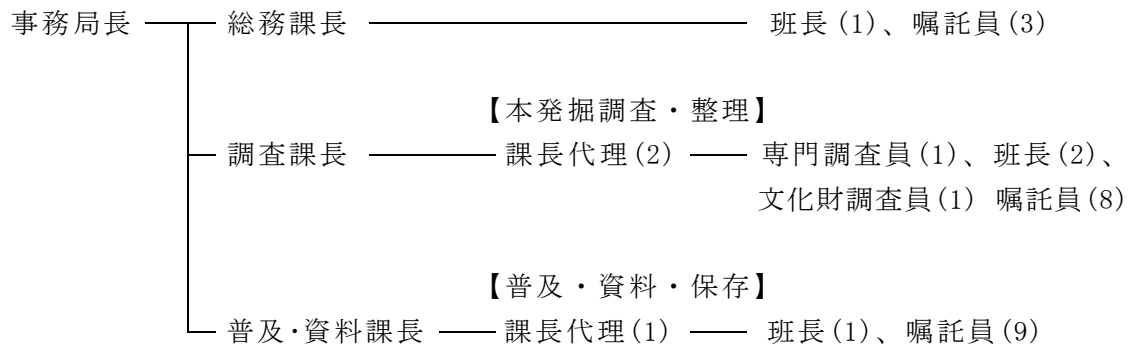 事務局長 総務課長 班長(1)、嘱託員(3)
【本発掘調査・整理】
調査課長 課長代理(2) 専門調査員(1)、班長(2)、
文化財調査員(1) 嘱託員(8)
【普及・資料・保存】
普及・資料課長 課長代理(1) 班長(1)、嘱託員(9)